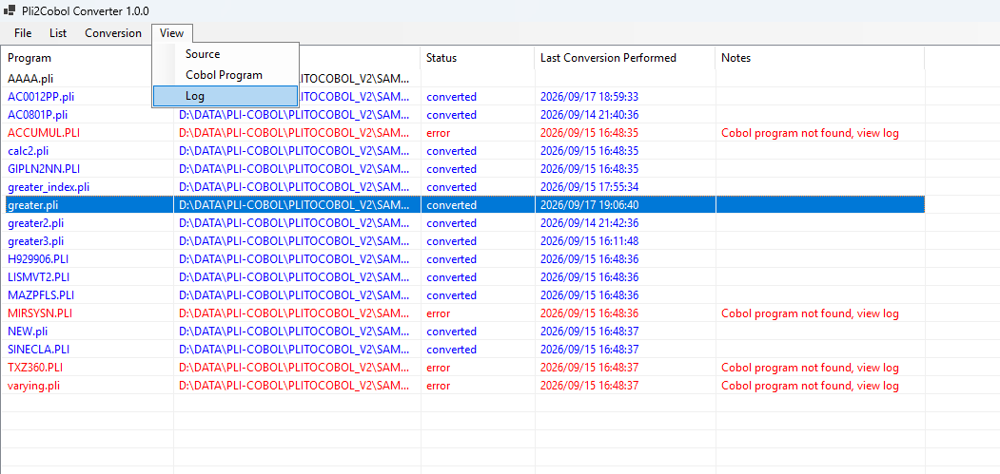 Pli2Cobol Converter 1.0.0
File List Conversion View
Source
Cobol Program
Log
Program Status Last Conversion Performed Notes
AAAA.pli PLITOCOBOL_V2\SAM...
AC0012PP.pli PLITOCOBOL_V2\SAM... converted 2026/09/17 18:59:33
AC0801P.pli D:\DATA\PLI-COBOL\PLITOCOBOL_V2\SAM... converted 2026/09/14 21:40:36
ACCUMUL.PLI D:\DATA\PLI-COBOL\PLITOCOBOL_V2\SAM... error 2026/09/15 16:48:35 Cobol program not found, view log
calc2.pli D:\DATA\PLI-COBOL\PLITOCOBOL_V2\SAM... converted 2026/09/15 16:48:35
GIPLN2NN.PLI D:\DATA\PLI-COBOL\PLITOCOBOL_V2\SAM... converted 2026/09/15 16:48:35
greater_index.pli D:\DATA\PLI-COBOL\PLITOCOBOL_V2\SAM... converted 2026/09/15 17:55:34
greater.pli D:\DATA\PLI-COBOL\PLITOCOBOL_V2\SAM... converted 2026/09/17 19:06:40
greater2.pli D:\DATA\PLI-COBOL\PLITOCOBOL_V2\SAM... converted 2026/09/14 21:42:36
greater3.pli D:\DATA\PLI-COBOL\PLITOCOBOL_V2\SAM... converted 2026/09/15 16:11:48
H929906.PLI D:\DATA\PLI-COBOL\PLITOCOBOL_V2\SAM... converted 2026/09/15 16:48:36
LISMVT2.PLI D:\DATA\PLI-COBOL\PLITOCOBOL_V2\SAM... converted 2026/09/15 16:48:36
MAZPFLS.PLI D:\DATA\PLI-COBOL\PLITOCOBOL_V2\SAM... converted 2026/09/15 16:48:36
MIRSYSN.PLI D:\DATA\PLI-COBOL\PLITOCOBOL_V2\SAM... error 2026/09/15 16:48:36 Cobol program not found, view log
NEW.pli D:\DATA\PLI-COBOL\PLITOCOBOL_V2\SAM... converted 2026/09/15 16:48:37
SINECLA.PLI D:\DATA\PLI-COBOL\PLITOCOBOL_V2\SAM... converted 2026/09/15 16:48:37
TXZ360.PLI D:\DATA\PLI-COBOL\PLITOCOBOL_V2\SAM... error 2026/09/15 16:48:37 Cobol program not found, view log
varying.pli D:\DATA\PLI-COBOL\PLITOCOBOL_V2\SAM... error 2026/09/15 16:48:37 Cobol program not found, view log